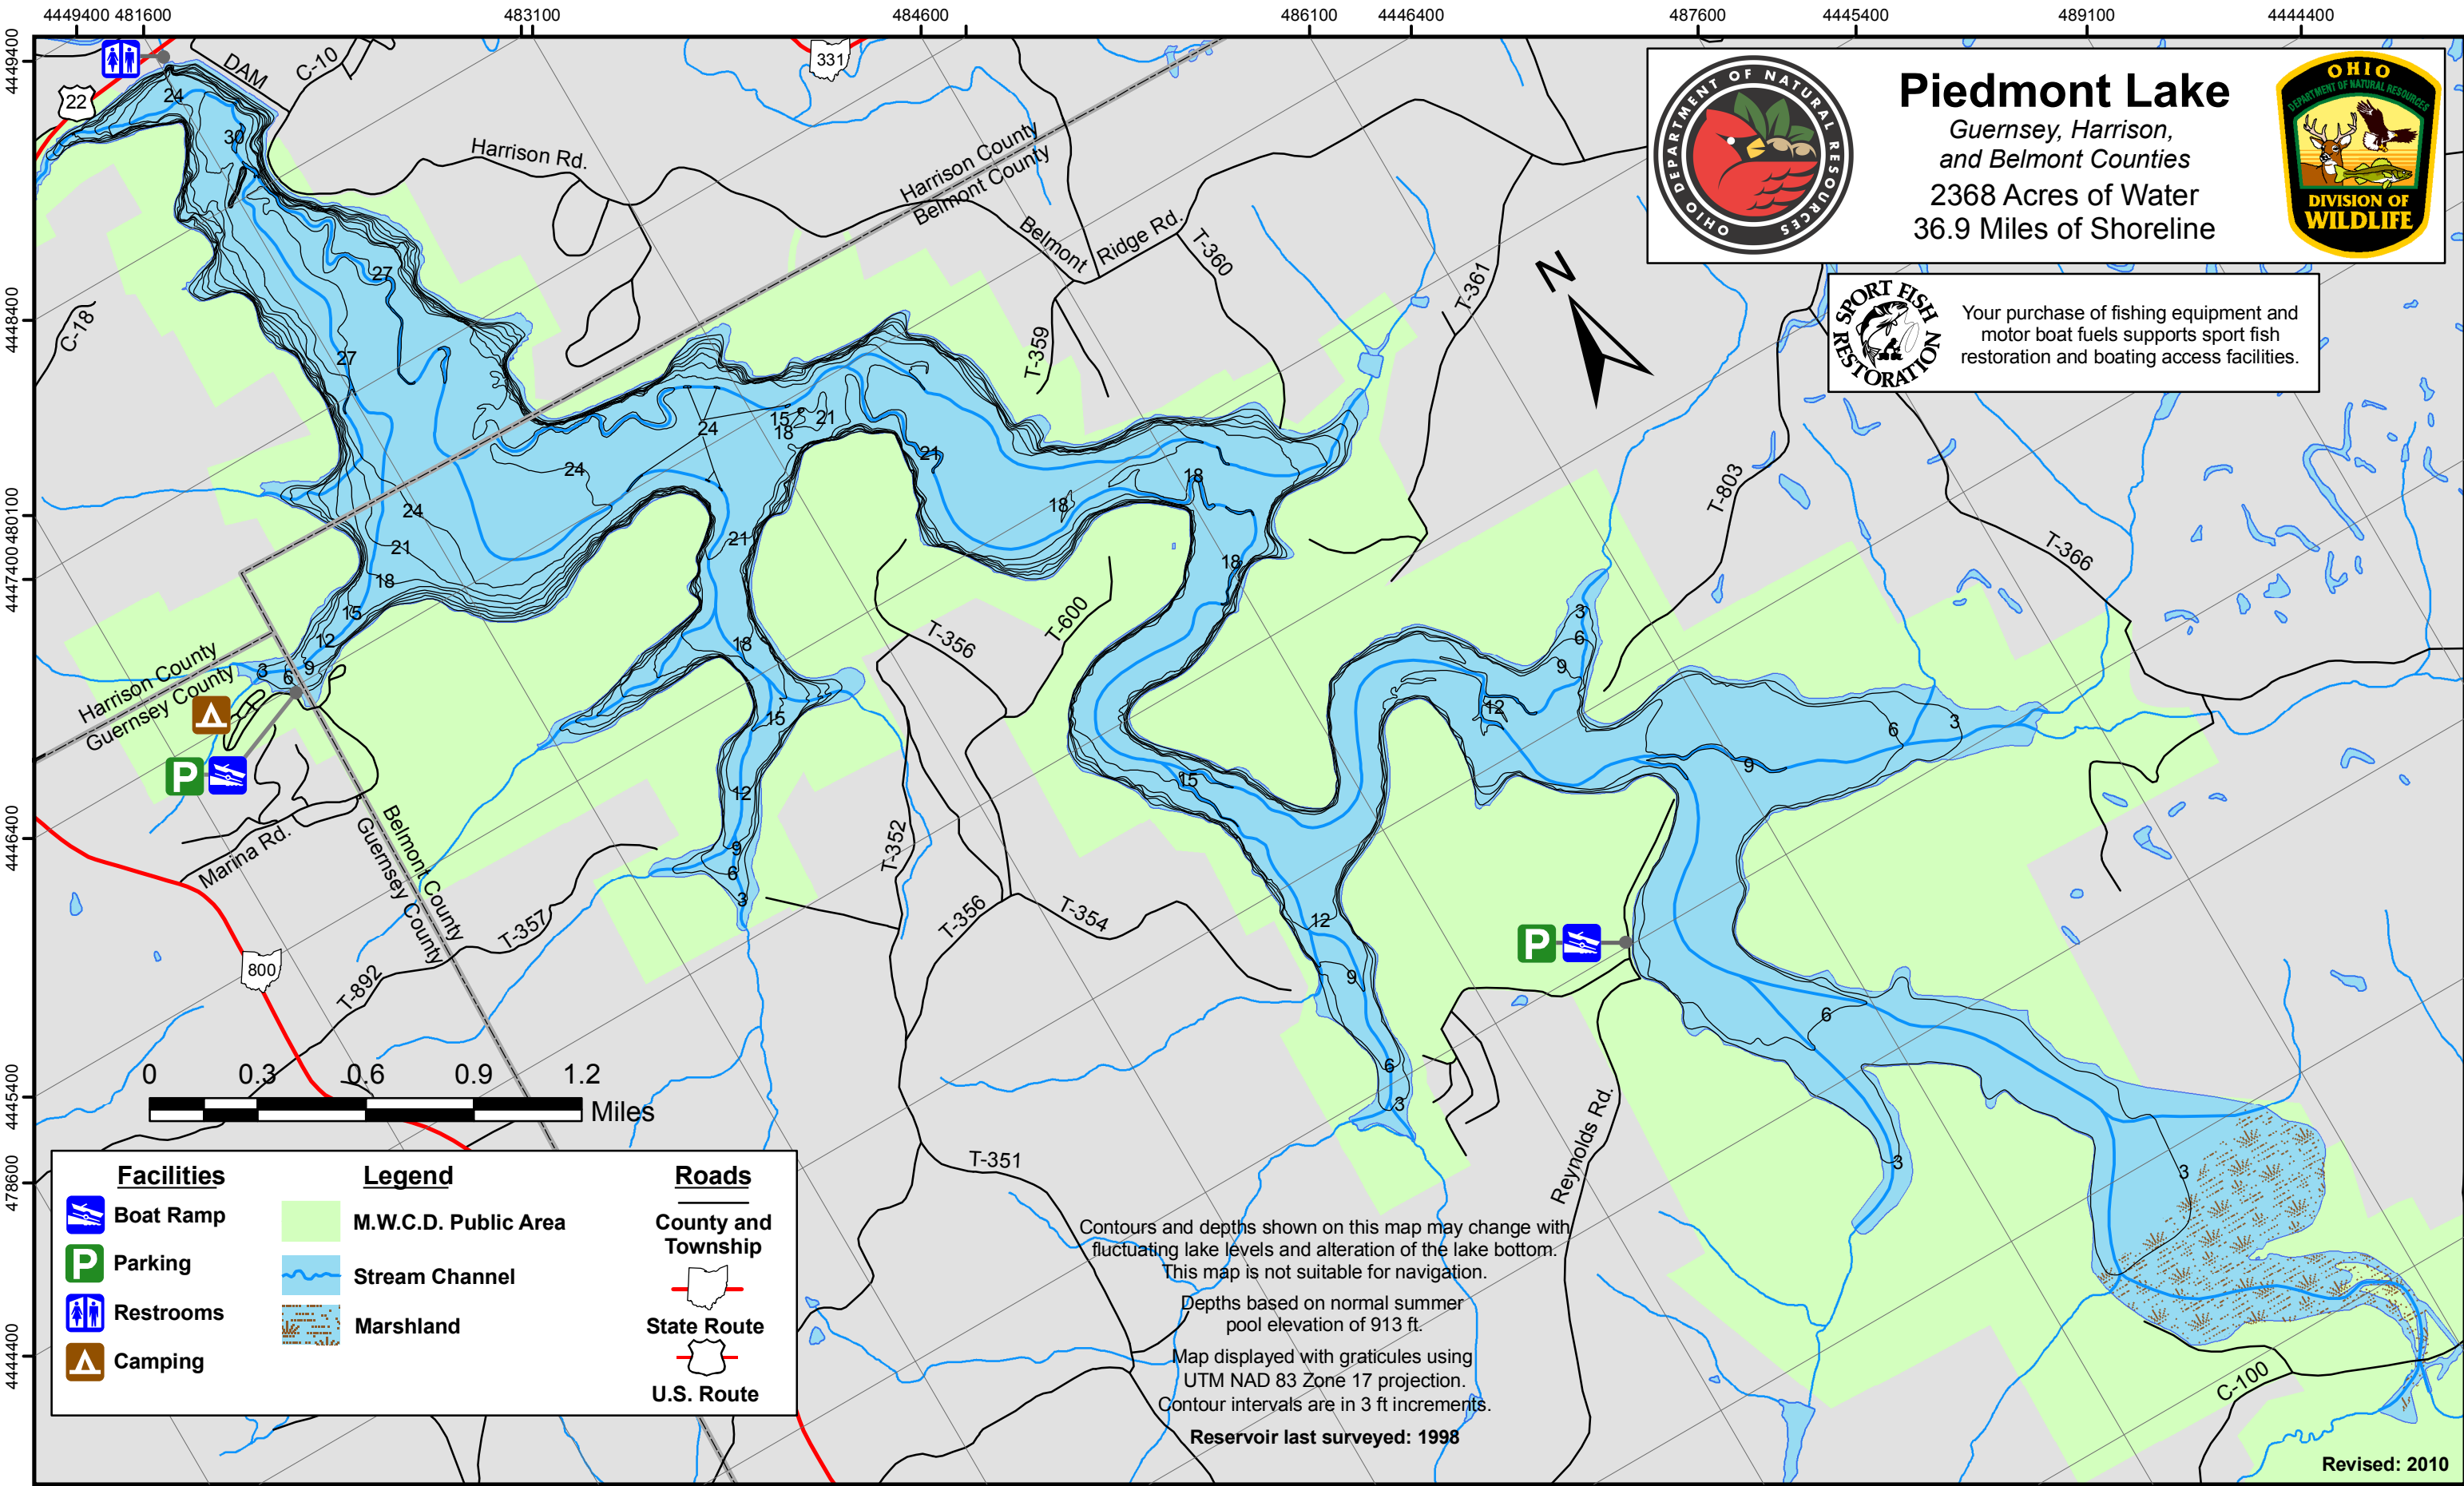 4449400 481600 483100 484600 486100 4446400 487600 4445400 489100 4444400
4449400
4448400
480100
4447400
4446400
4445400
478600
4444400
Piedmont Lake
Guernsey, Harrison,
and Belmont Counties
2368 Acres of Water
36.9 Miles of Shoreline
OHIO DEPARTMENT OF NATURAL RESOURCES
OHIO
DEPARTMENT OF NATURAL RESOURCES
DIVISION OF
WILDLIFE
SPORT FISH
RESTORATION
Your purchase of fishing equipment and
motor boat fuels supports sport fish
restoration and boating access facilities.
N
22
DAM
C-10
331
24
30
Harrison Rd.
Harrison County
Belmont County
Belmont
Ridge Rd.
T-360
T-361
T-359
C-18
27
27
24
24
15
18
21
24
21
21
18
15
12
9
6
3
21
18
18
18
18
15
12
9
6
3
T-803
T-366
Harrison County
Guernsey County
P
Marina Rd.
Belmont County
Guernsey County
800
T-892
T-357
T-356
T-600
T-352
T-356
T-354
T-351
15
12
9
6
3
3
6
9
12
9
6
3
P
6
3
3
Reynolds Rd.
C-100
0 0.3 0.6 0.9 1.2
Miles
Facilities
Boat Ramp
P Parking
Restrooms
Camping
Legend
M.W.C.D. Public Area
Stream Channel
Marshland
Roads
County and
Township
State Route
U.S. Route
Contours and depths shown on this map may change with
fluctuating lake levels and alteration of the lake bottom.
This map is not suitable for navigation.
Depths based on normal summer
pool elevation of 913 ft.
Map displayed with graticules using
UTM NAD 83 Zone 17 projection.
Contour intervals are in 3 ft increments.
Reservoir last surveyed: 1998
Revised: 2010